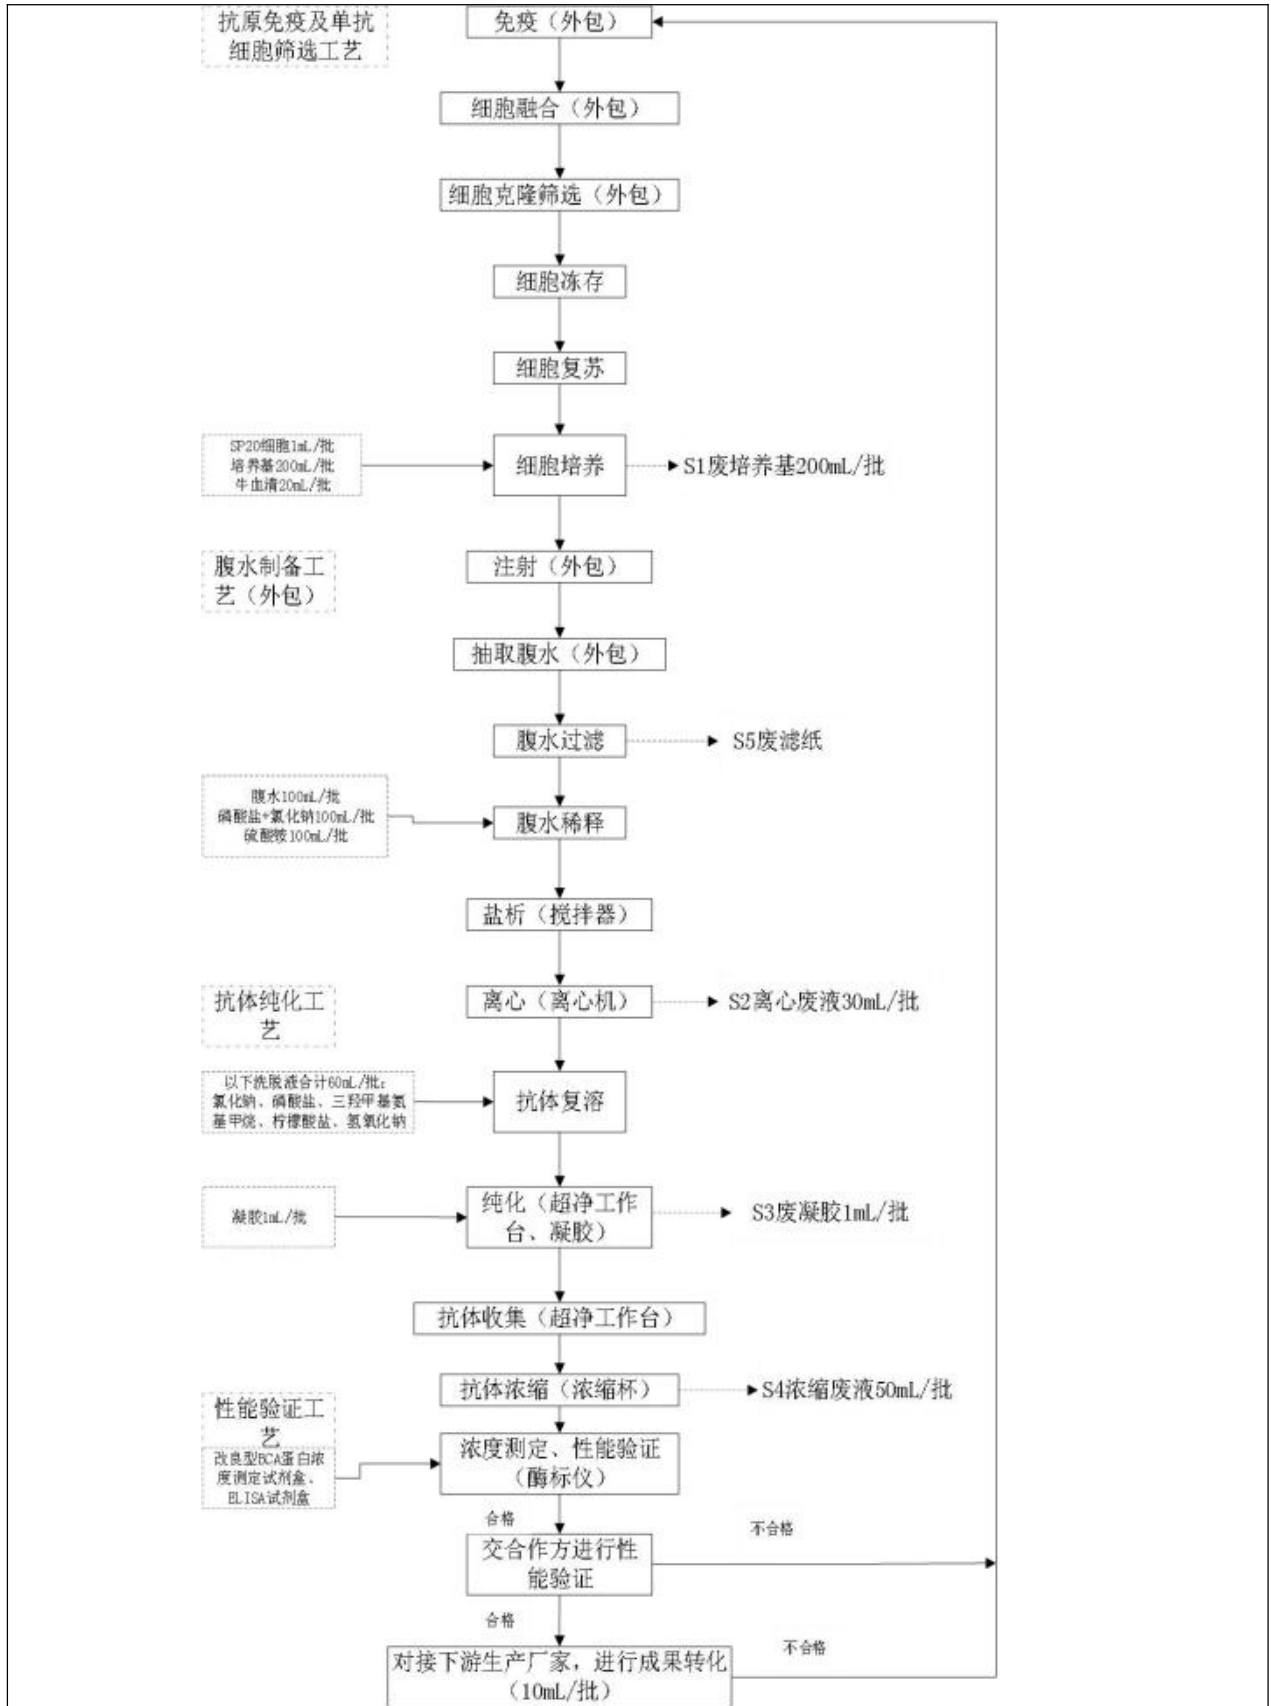 抗原免疫及单抗
细胞筛选工艺
免疫（外包）
细胞融合（外包）
细胞克隆筛选（外包）
细胞冻存
细胞复苏
SP20细胞1mL/批
培养基200mL/批
牛血清20mL/批
细胞培养
S1废培养基200mL/批
腹水制备工
艺（外包）
注射（外包）
抽取腹水（外包）
腹水过滤
S5废滤纸
腹水100mL/批
磷酸盐+氯化钠100mL/批
硫酸铵100mL/批
腹水稀释
盐析（搅拌器）
抗体纯化工
艺
离心（离心机）
S2离心废液30mL/批
以下洗脱液合计60mL/批：
氯化钠、磷酸盐、三羟甲基氨
基甲烷、柠檬酸盐、氢氧化钠
抗体复溶
凝胶1mL/批
纯化（超净工作
台、凝胶）
S3废凝胶1mL/批
抗体收集（超净工作台）
抗体浓缩（浓缩杯）
S4浓缩废液50mL/批
性能验证工
艺
改良型BCA蛋白浓
度测定试剂盒、
ELISA试剂盒
浓度测定、性能验证
（酶标仪）
合格
不合格
交合作方进行性
能验证
合格
不合格
对接下游生产厂家，进行成果转化
（10mL/批）